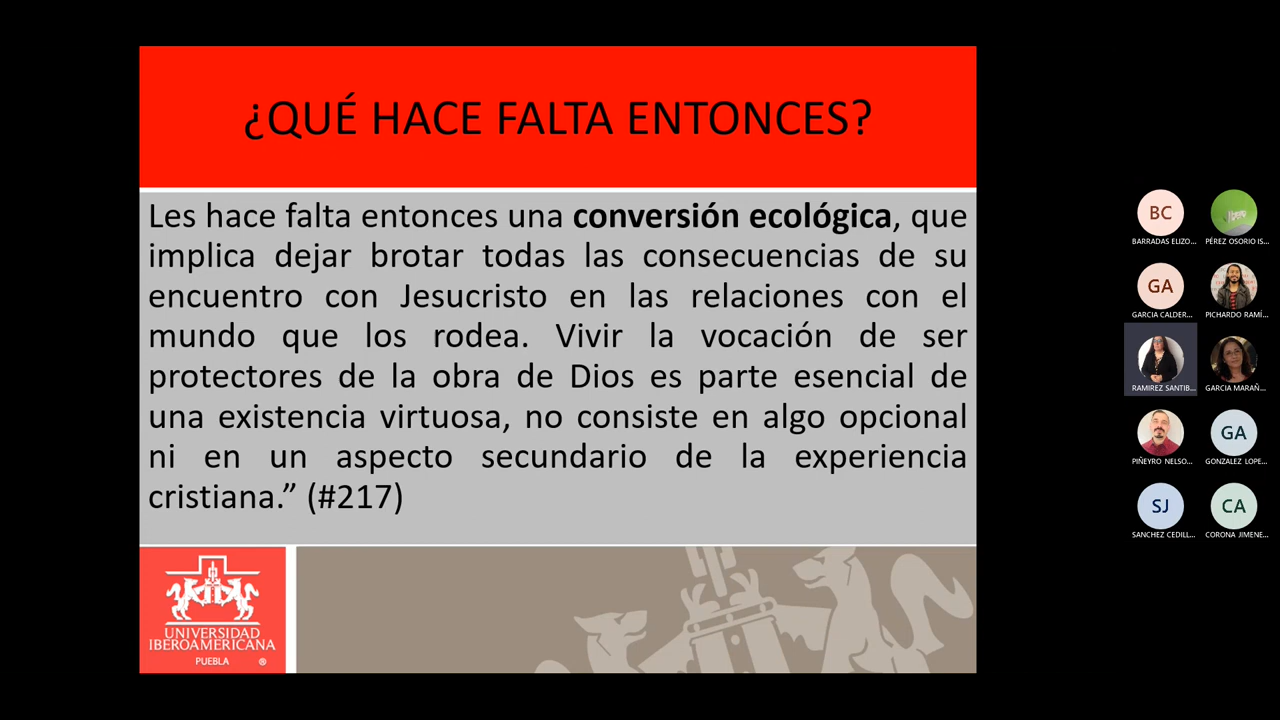 ¿QUÉ HACE FALTA ENTONCES?
Les hace falta entonces una conversión ecológica, que
implica dejar brotar todas las consecuencias de su
encuentro con Jesucristo en las relaciones con el
mundo que los rodea. Vivir la vocación de ser
protectores de la obra de Dios es parte esencial de
una existencia virtuosa, no consiste en algo opcional
ni en un aspecto secundario de la experiencia
cristiana.” (#217)
UNIVERSIDAD
IBEROAMERICANA
PUEBLA ®
BC
BARRADAS ELIZO...
PÉREZ OSORIO IS...
GA
GARCIA CALDER...
PICHARDO RAMÍ...
RAMIREZ SANTIB...
GARCIA MARAÑ...
PIÑEYRO NELSO...
GA
GONZALEZ LOPE...
SJ
SANCHEZ CEDILL...
CA
CORONA JIMENE...